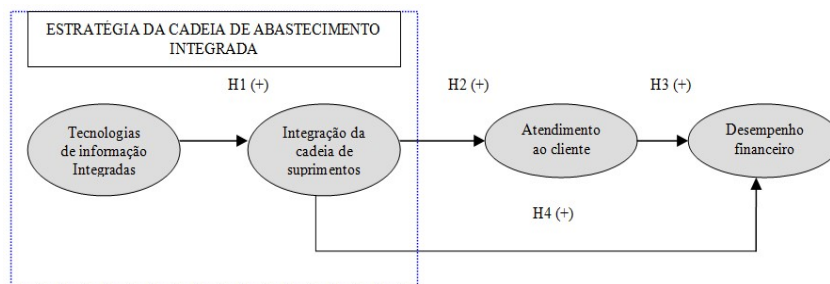 ESTRATÉGIA DA CADEIA DE ABASTECIMENTO
INTEGRADA
H1 (+)
H2 (+)
H3 (+)
Tecnologias
de informação
Integradas
Integração da
cadeia de
suprimentos
Atendimento
ao cliente
Desempenho
financeiro
H4 (+)